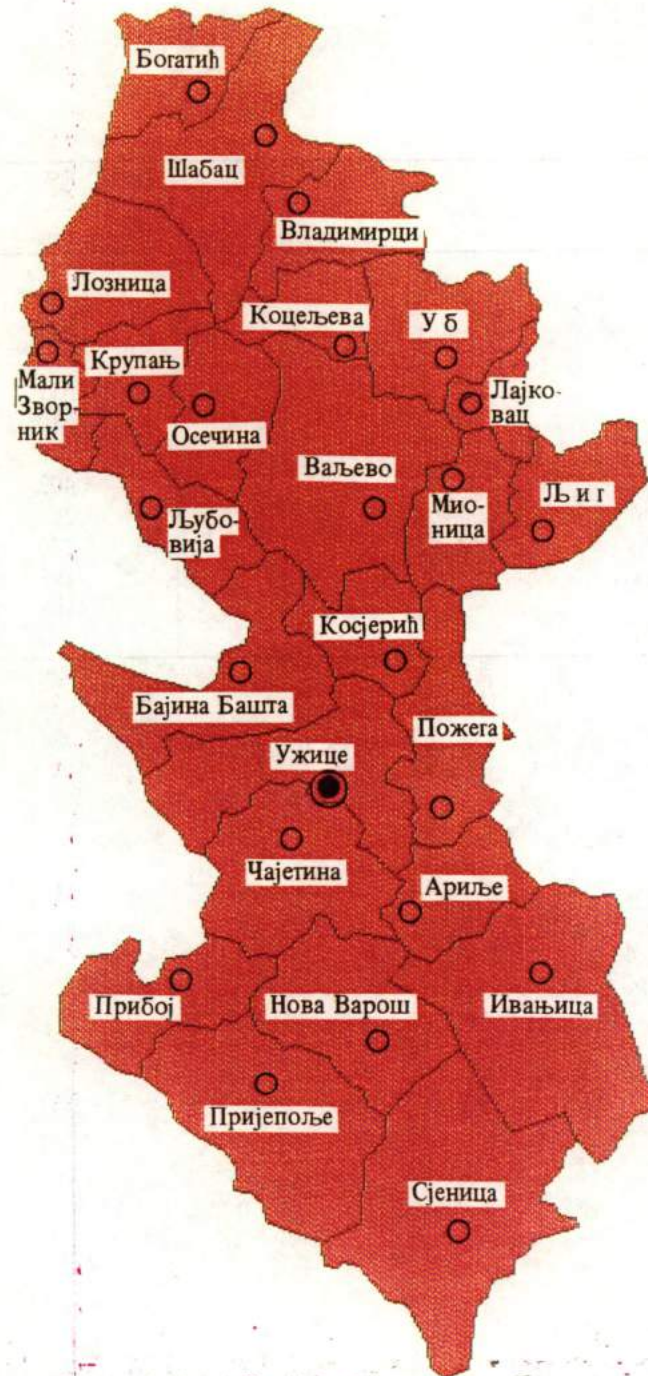 Богатић
Шабац
Владимирци
Лозница
Коцељева
У б
Мали
Звор-
ник
Крупањ
Осечина
Лајко-
вац
Ваљево
Мио-
ница
Љ и г
Љубо-
вија
Косјерић
Бајина Башта
Пожега
Ужице
Чајетина
Ариље
Прибој
Нова Варош
Ивањица
Пријепоље
Сјеница